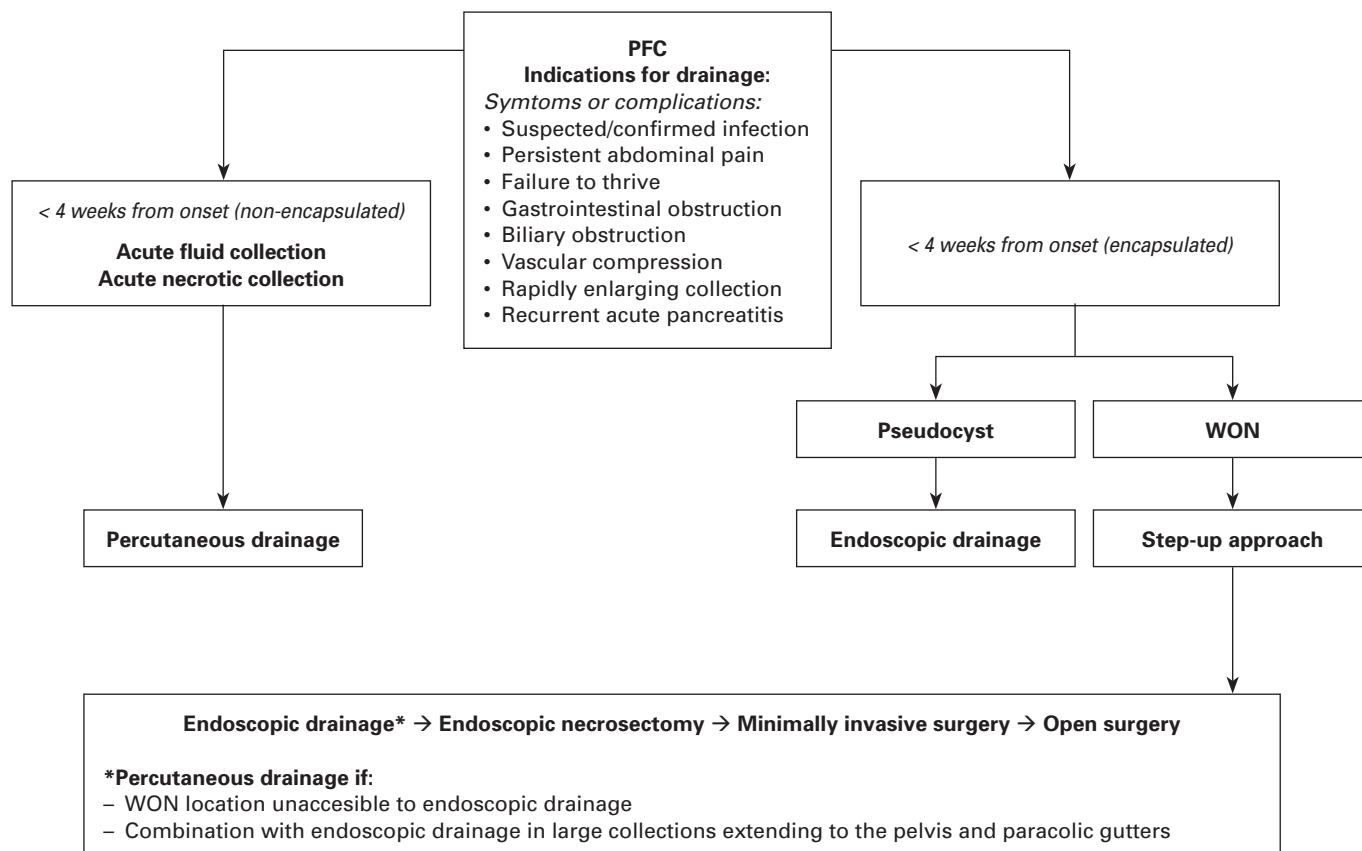 PFC
Indications for drainage:
Symtoms or complications:
• Suspected/confirmed infection
• Persistent abdominal pain
• Failure to thrive
• Gastrointestinal obstruction
• Biliary obstruction
• Vascular compression
• Rapidly enlarging collection
• Recurrent acute pancreatitis
< 4 weeks from onset (non-encapsulated)
Acute fluid collection
Acute necrotic collection
< 4 weeks from onset (encapsulated)
Pseudocyst
WON
Percutaneous drainage
Endoscopic drainage
Step-up approach
Endoscopic drainage* → Endoscopic necrosectomy → Minimally invasive surgery → Open surgery
*Percutaneous drainage if:
– WON location unaccesible to endoscopic drainage
– Combination with endoscopic drainage in large collections extending to the pelvis and paracolic gutters